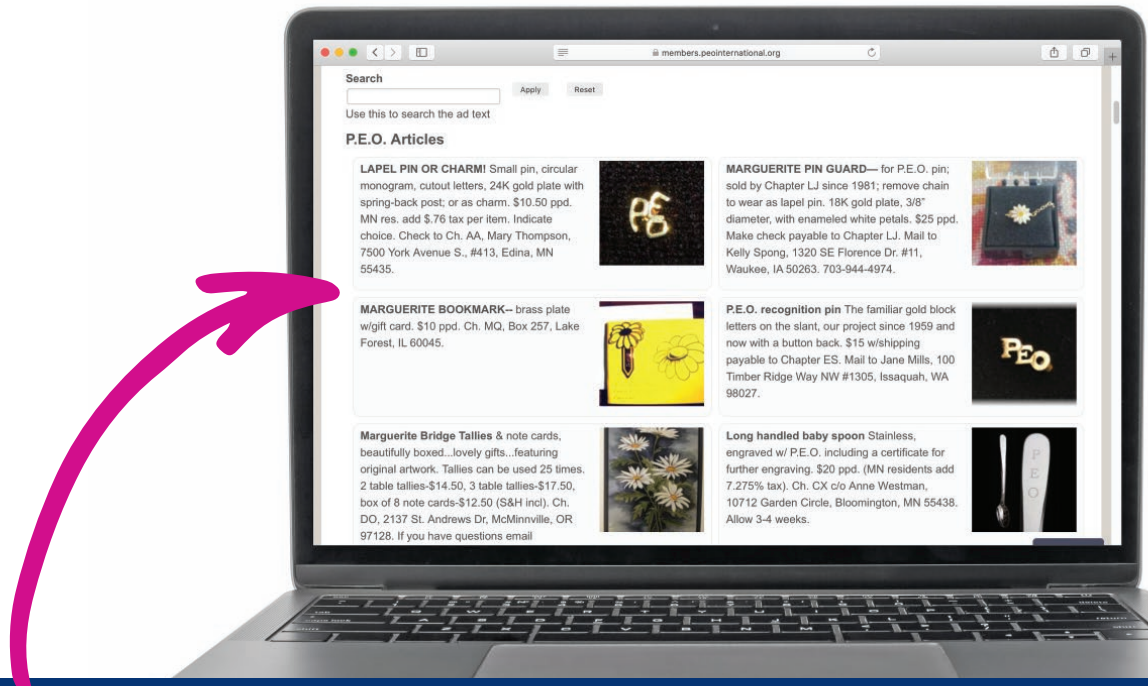 members.peointernational.org
Search
Apply
Reset
Use this to search the ad text
P.E.O. Articles
LAPEL PIN OR CHARM! Small pin, circular
monogram, cutout letters, 24K gold plate with
spring-back post; or as charm. $10.50 ppd.
MN res. add $.76 tax per item. Indicate
choice. Check to Ch. AA, Mary Thompson,
7500 York Avenue S., #413, Edina, MN
55435.
PEO
MARGUERITE PIN GUARD— for P.E.O. pin;
sold by Chapter LJ since 1981; remove chain
to wear as lapel pin. 18K gold plate, 3/8”
diameter, with enameled white petals. $25 ppd.
Make check payable to Chapter LJ. Mail to
Kelly Spong, 1320 SE Florence Dr. #11,
Waukee, IA 50263. 703-944-4974.
MARGUERITE BOOKMARK-- brass plate
w/gift card. $10 ppd. Ch. MQ, Box 257, Lake
Forest, IL 60045.
P.E.O. recognition pin The familiar gold block
letters on the slant, our project since 1959 and
now with a button back. $15 w/shipping
payable to Chapter ES. Mail to Jane Mills, 100
Timber Ridge Way NW #1305, Issaquah, WA
98027.
PEO
Marguerite Bridge Tallies & note cards,
beautifully boxed...lovely gifts...featuring
original artwork. Tallies can be used 25 times.
2 table tallies-$14.50, 3 table tallies-$17.50,
box of 8 note cards-$12.50 (S&H incl). Ch.
DO, 2137 St. Andrews Dr, McMinnville, OR
97128. If you have questions email
Long handled baby spoon Stainless,
engraved w/ P.E.O. including a certificate for
further engraving. $20 ppd. (MN residents add
7.275% tax). Ch. CX c/o Anne Westman,
10712 Garden Circle, Bloomington, MN 55438.
Allow 3-4 weeks.
P
E
O